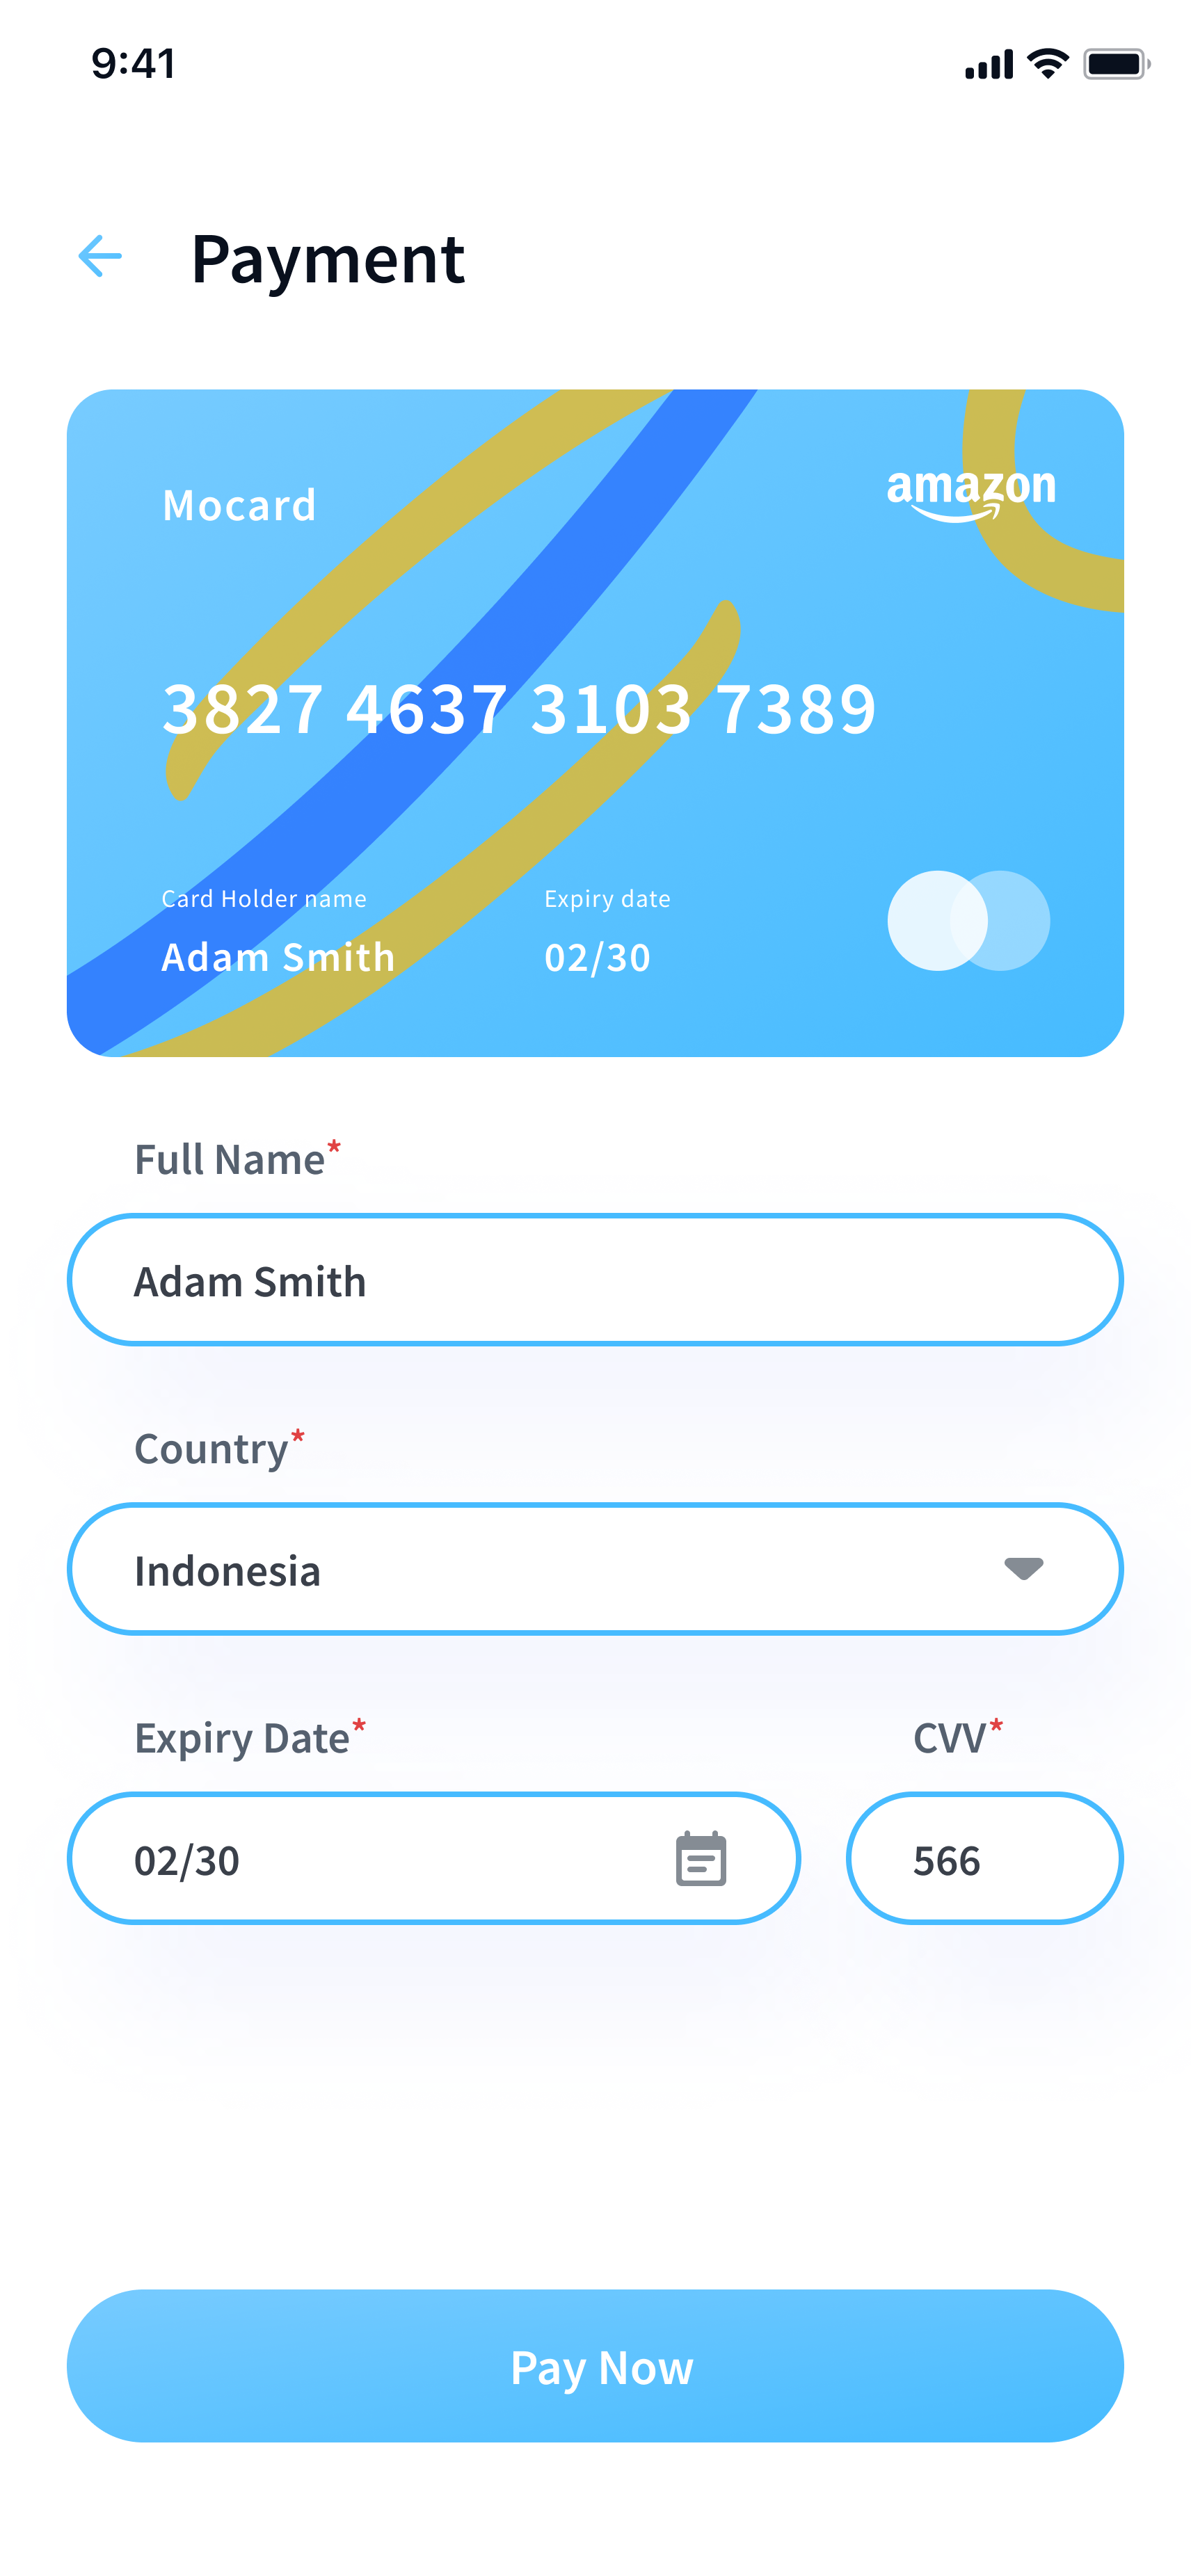 9:41
Payment
Mocard
amazon
3827 4637 3103 7389
Card Holder name
Expiry date
Adam Smith
02/30
Full Name*
Adam Smith
Country*
Indonesia
Expiry Date*
CVV*
02/30
566
Pay Now